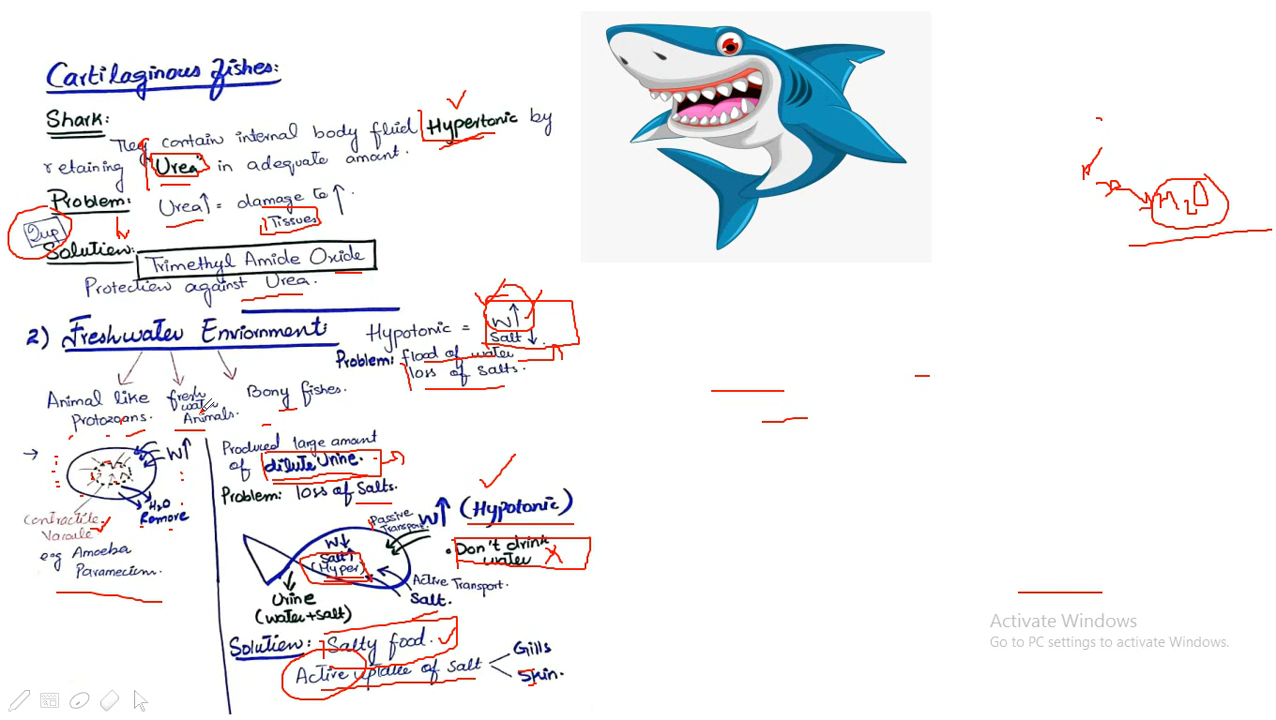 Cartilaginous fishes:
Shark:
They contain internal body fluid Hypertonic by
retaining Urea in adequate amount.
Problem: Urea↑ = damage to ↑
Tissues
Solution:
Trimethyl Amide Oxide
Protection against Urea.
2) Freshwater Enviornment:
Hypotonic = W↑
Salt↓.
Problem: flood of water
loss of salts.
Animal like
Protozoans.
fresh
water
Animals.
Bony fishes.
W↑
H2O
Remove
Contractile
Vacuole
e.g Amoeba
Paramecium.
Produced large amount
of dilute Urine.
Problem: loss of Salts.
Passive
Transport.
W↑ (Hypotonic)
• Don't drink
water X
W↓
Salt↑
(Hyper)
Active Transport.
Salt.
Urine
(water+salt)
Solution: Salty food.
Active uptake of Salt
Gills
Skin.
H2O
Activate Windows
Go to PC settings to activate Windows.